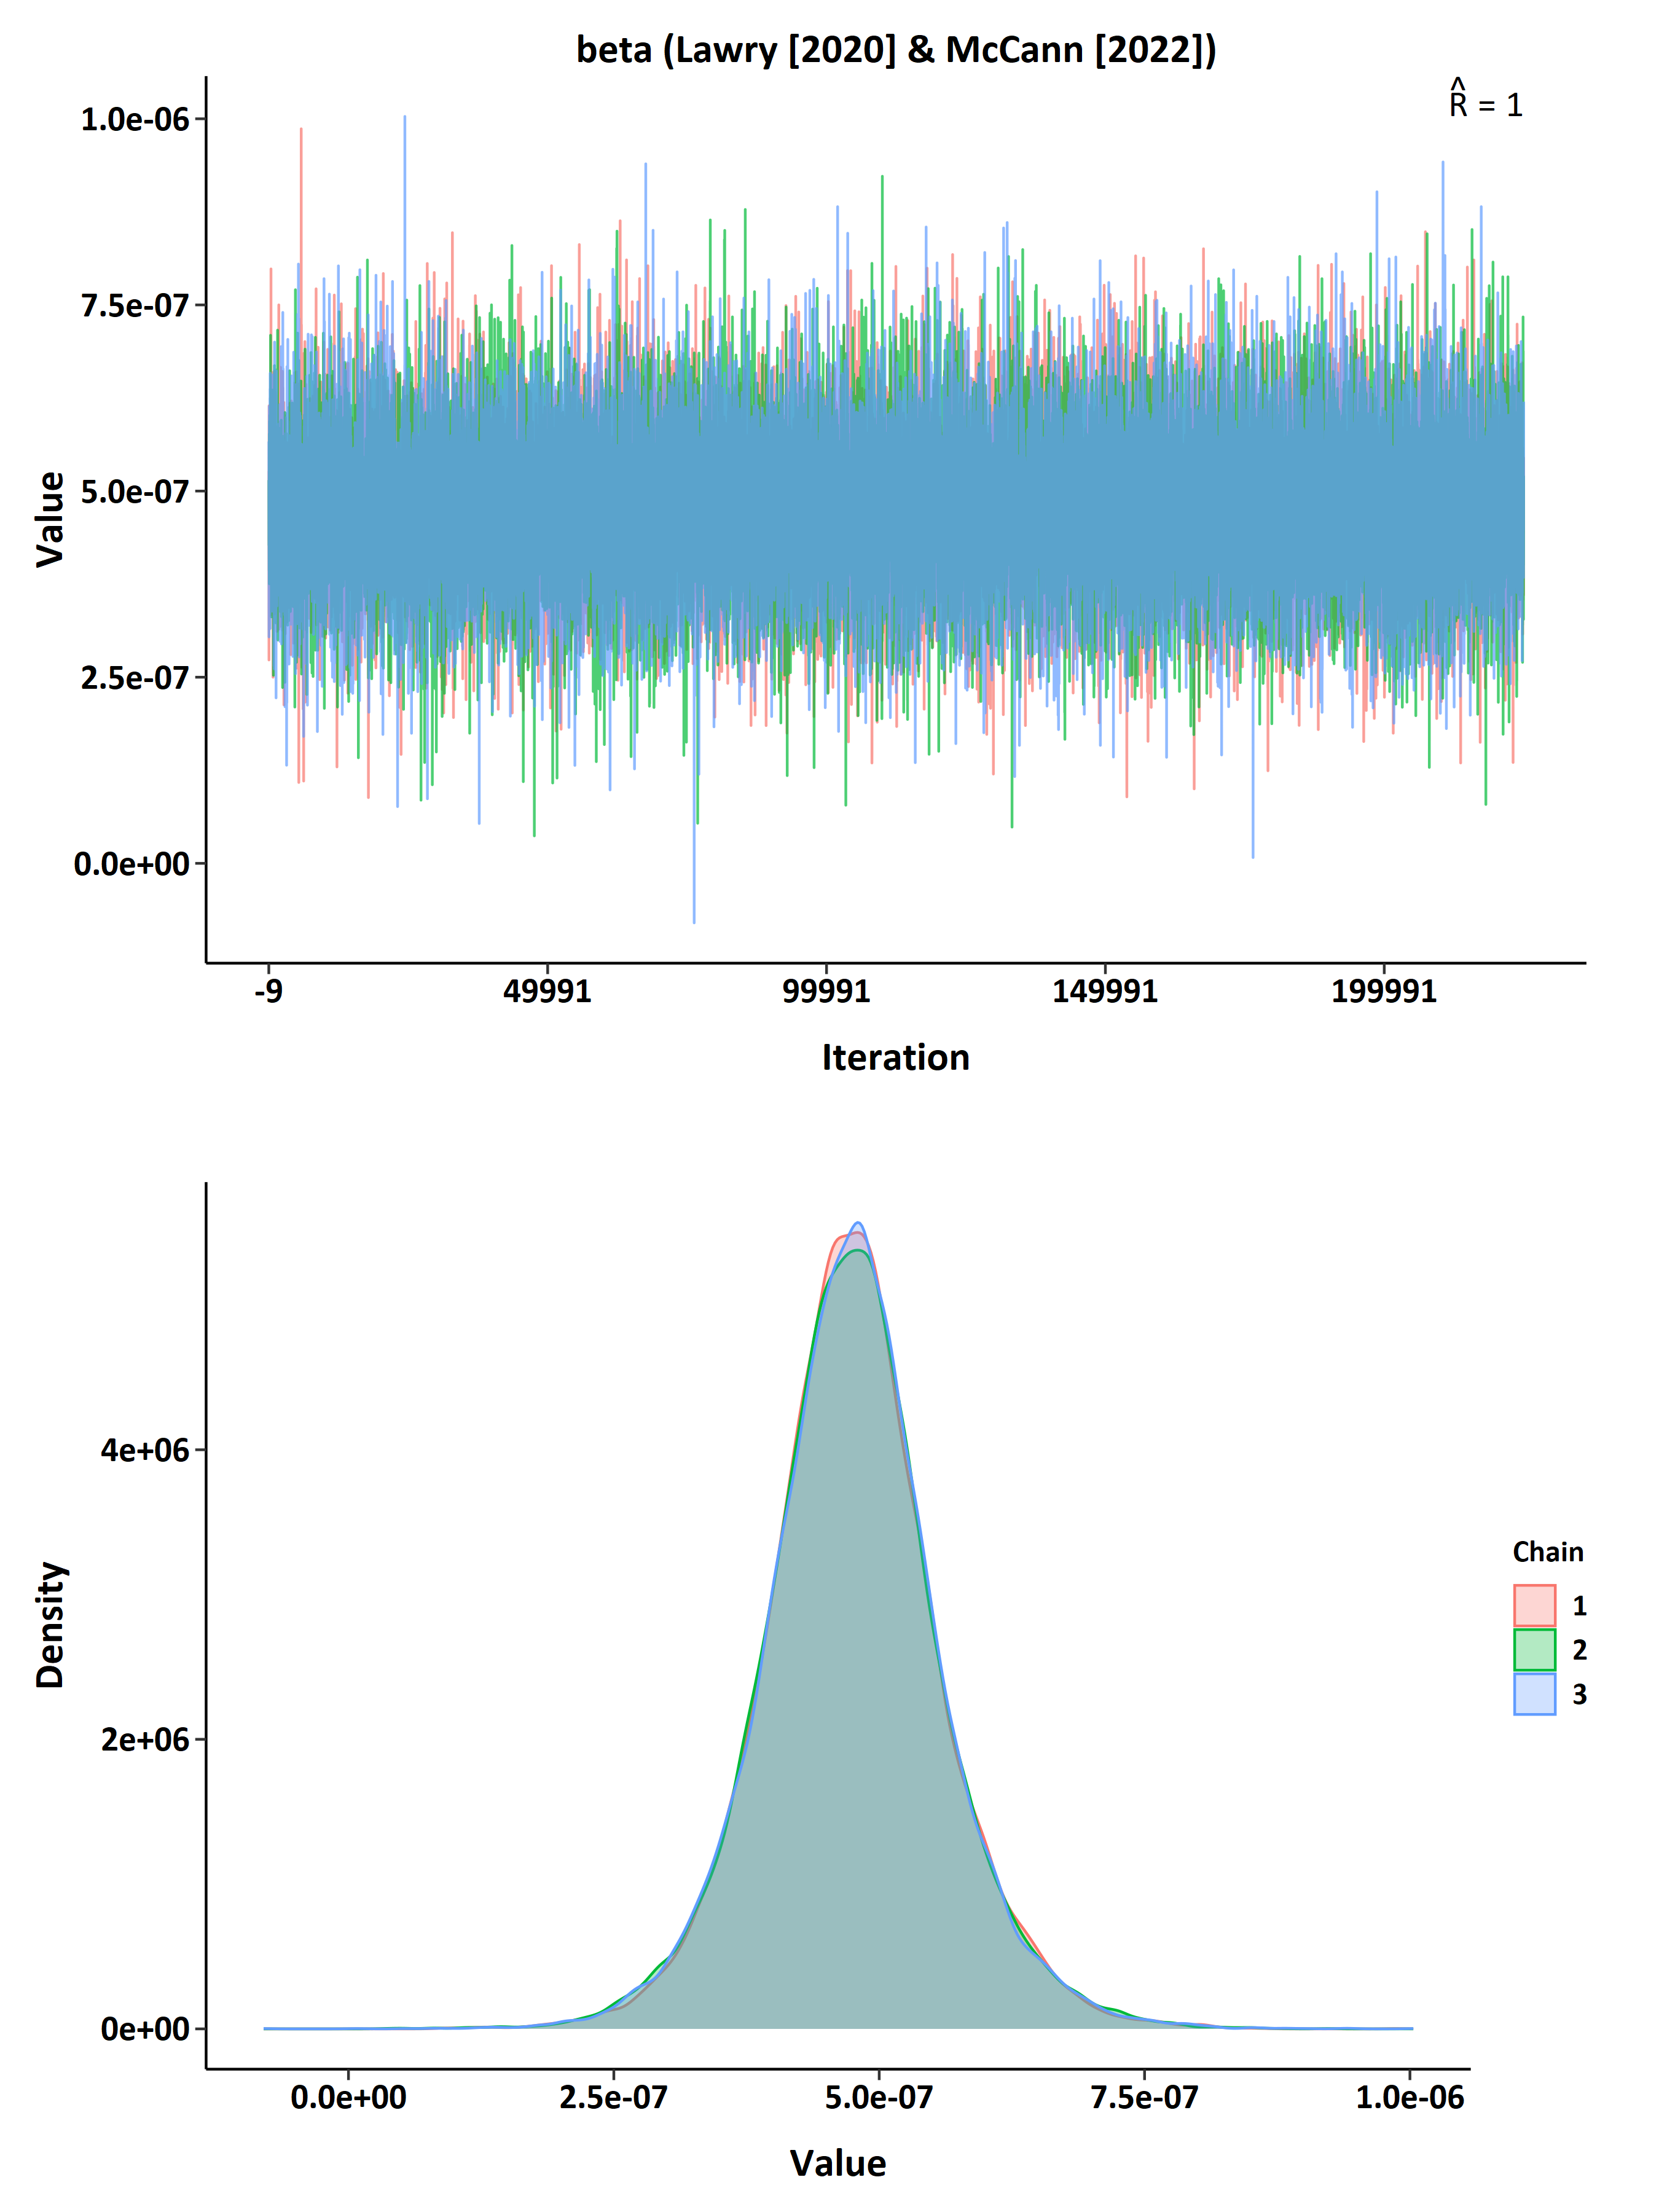 beta (Lawry [2020] & McCann [2022])
R̂ = 1
Value
1.0e-06
7.5e-07
5.0e-07
2.5e-07
0.0e+00
-9 49991 99991 149991 199991
Iteration
Density
4e+06
2e+06
0e+00
0.0e+00 2.5e-07 5.0e-07 7.5e-07 1.0e-06
Value
Chain
1
2
3